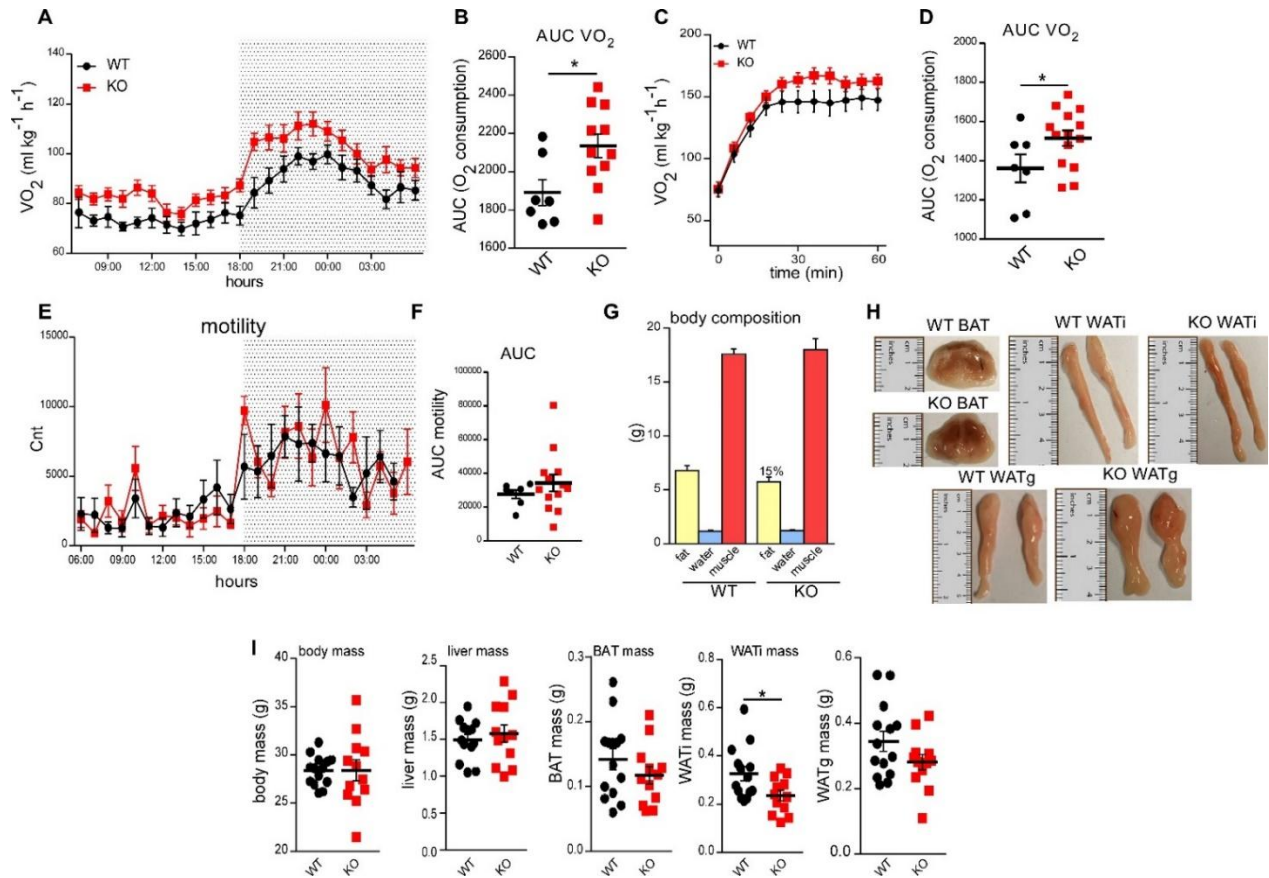 A
WT
KO
VO2 (ml kg-1 h-1)
140
120
100
80
60
09:00 12:00 15:00 18:00 21:00 00:00 03:00
hours
B
AUC VO2
*
AUC (O2 consumption)
2600
2400
2200
2000
1800
1600
WT KO
C
WT
KO
VO2 (ml kg-1 h-1)
200
150
100
50
0 30 60
time (min)
D
AUC VO2
*
AUC (O2 consumption)
2000
1800
1600
1400
1200
1000
WT KO
E
motility
Cnt
15000
10000
5000
0
06:00 09:00 12:00 15:00 18:00 21:00 00:00 03:00
hours
F
AUC
AUC motility
100000
80000
60000
40000
20000
0
WT KO
G
body composition
(g)
20
15
10
5
0
15%
fat water muscle fat water muscle
WT KO
H
WT BAT
WT WATi
KO WATi
KO BAT
WT WATg
KO WATg
inches cm
I
body mass
body mass (g)
40
35
30
25
20
WT KO
liver mass
liver mass (g)
2.5
2.0
1.5
1.0
0.5
0.0
WT KO
BAT mass
BAT mass (g)
0.3
0.2
0.1
0.0
WT KO
WATi mass
*
WATi mass (g)
0.8
0.6
0.4
0.2
0.0
WT KO
WATg mass (g)
0.6
0.4
0.2
0.0
WT KO